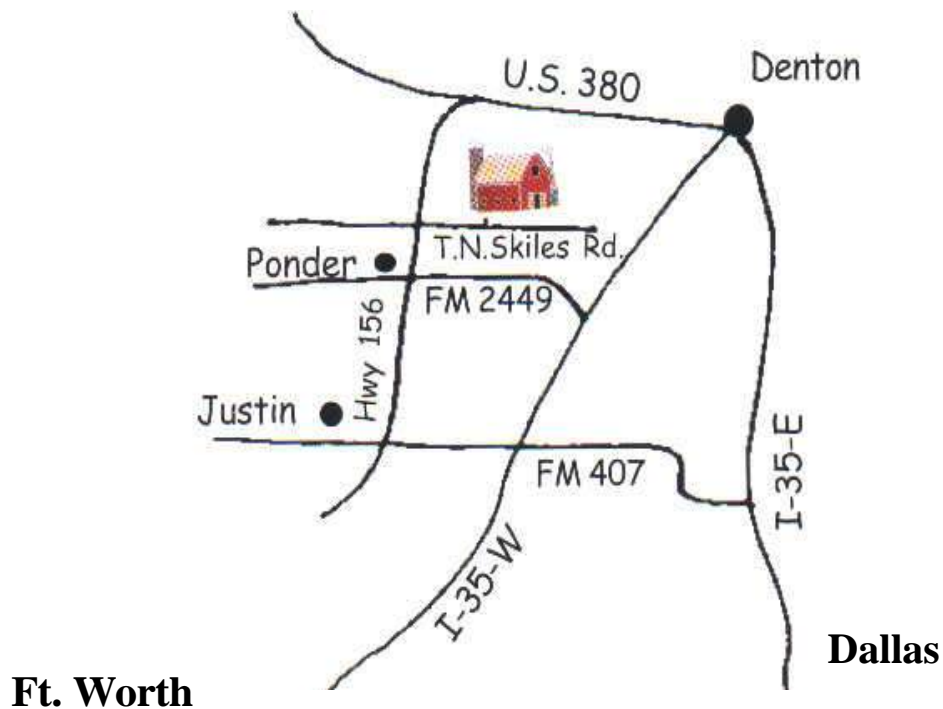 Denton
U.S. 380
T.N.Skiles Rd.
Ponder
FM 2449
Hwy 156
Justin
FM 407
I-35-E
I-35-W
Dallas
Ft. Worth